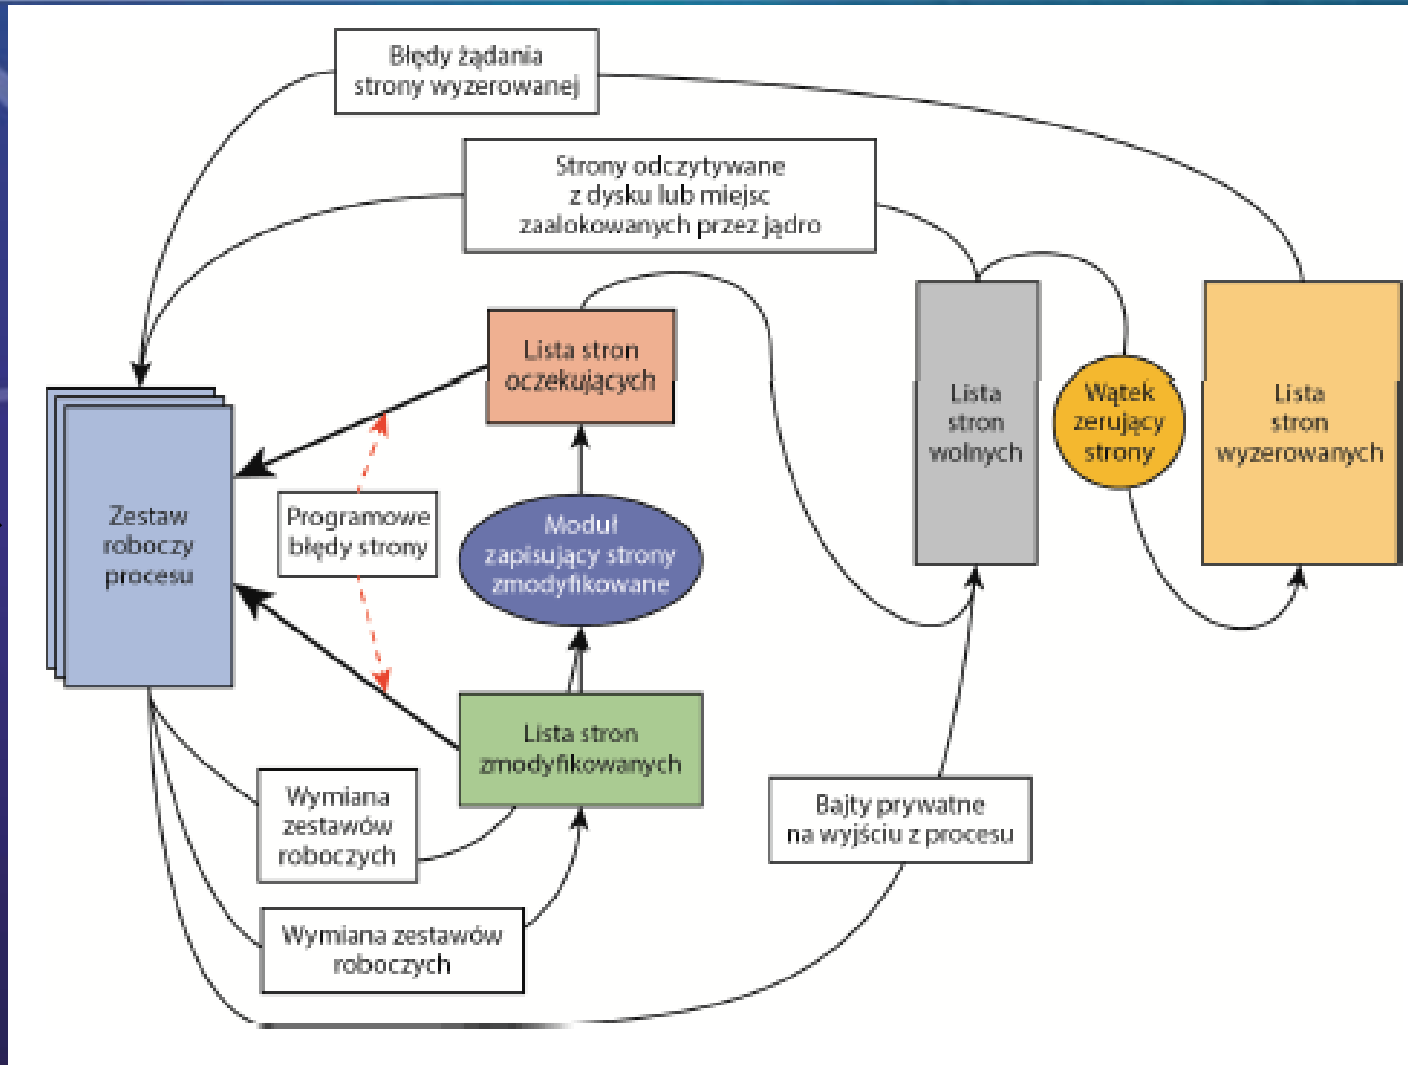 Błędy żądania
strony wyzerowanej
Strony odczytywane
z dysku lub miejsc
zaalokowanych przez jądro
Lista stron
oczekujących
Lista
stron
wolnych
Wątek
zerujący
strony
Lista
stron
wyzerowanych
Zestaw
roboczy
procesu
Programowe
błędy strony
Moduł
zapisujący strony
zmodyfikowane
Lista stron
zmodyfikowanych
Wymiana
zestawów
roboczych
Bajty prywatne
na wyjściu z procesu
Wymiana zestawów
roboczych